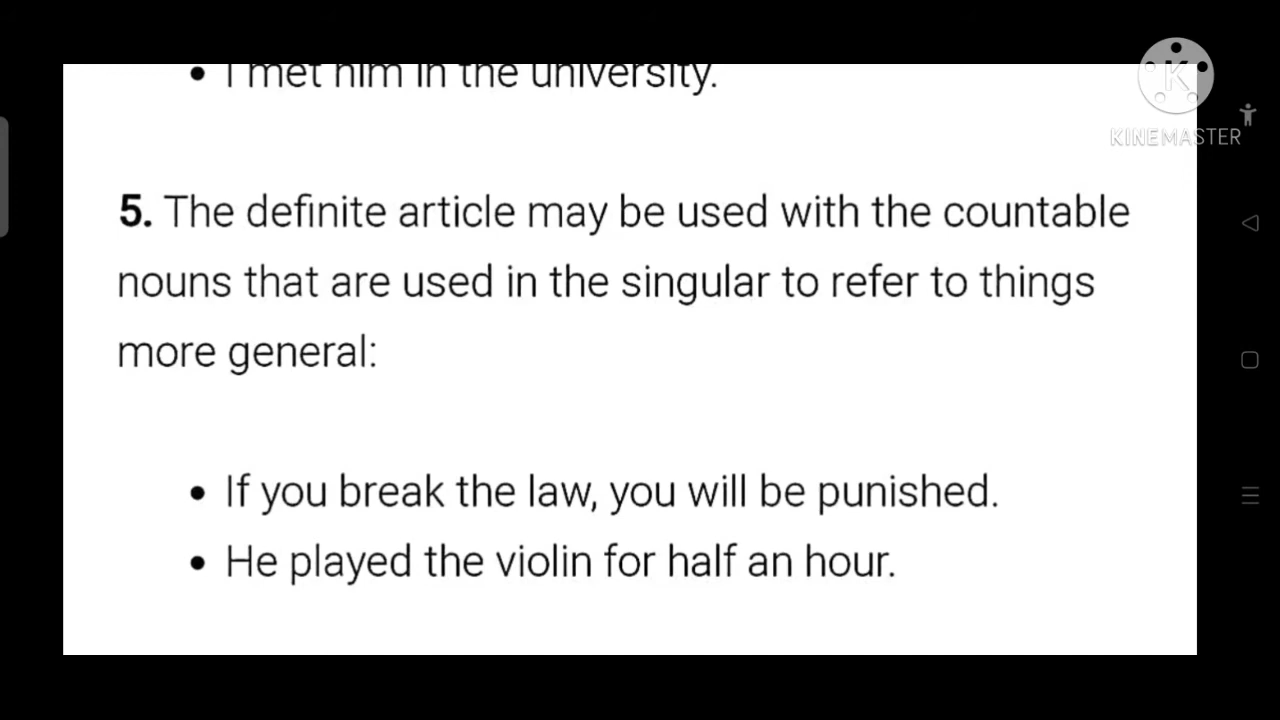 • I met him in the university.
KINEMASTER
5. The definite article may be used with the countable
nouns that are used in the singular to refer to things
more general:
• If you break the law, you will be punished.
• He played the violin for half an hour.